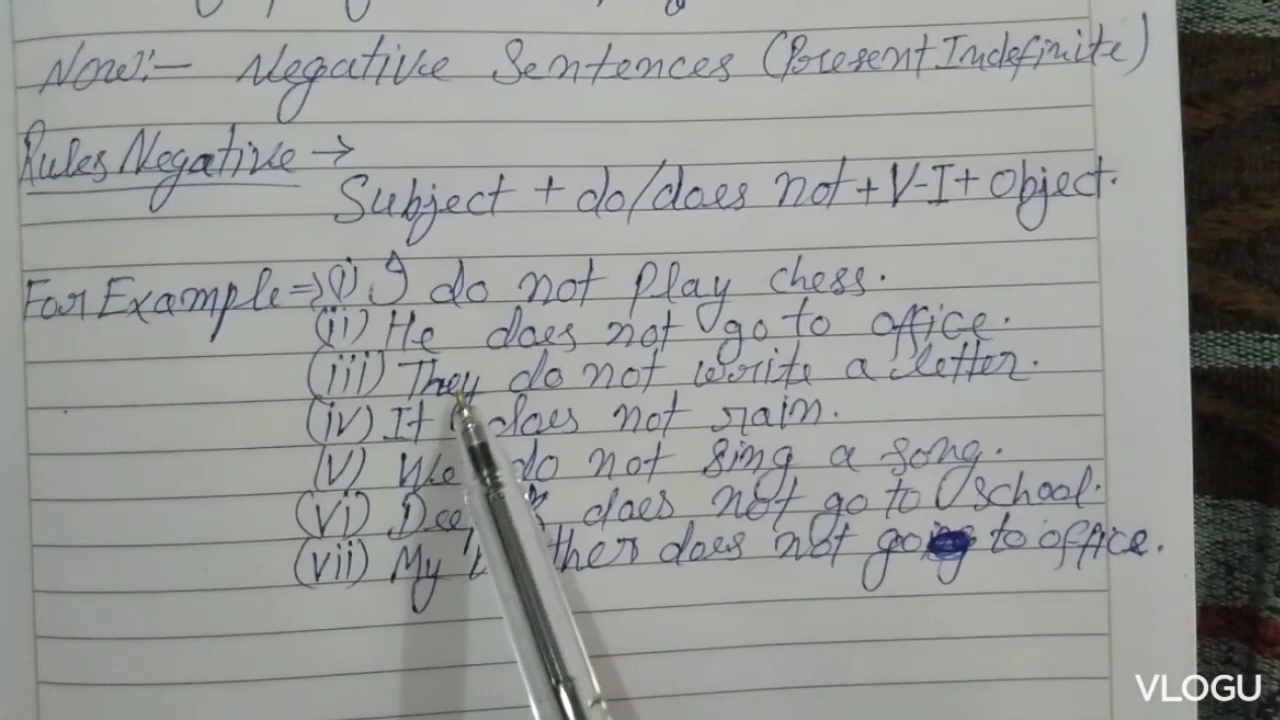 Now:- Negative Sentences (Present Indefinite)
Rules Negative →
Subject + do/does not + V-I + Object.
For Example ⇒ (i) I do not play chess.
(ii) He does not go to office.
(iii) They do not write a letter.
(iv) It does not rain.
(v) We do not sing a song.
(vi) does not go to school.
(vii) My does not go to office.
VLOGU